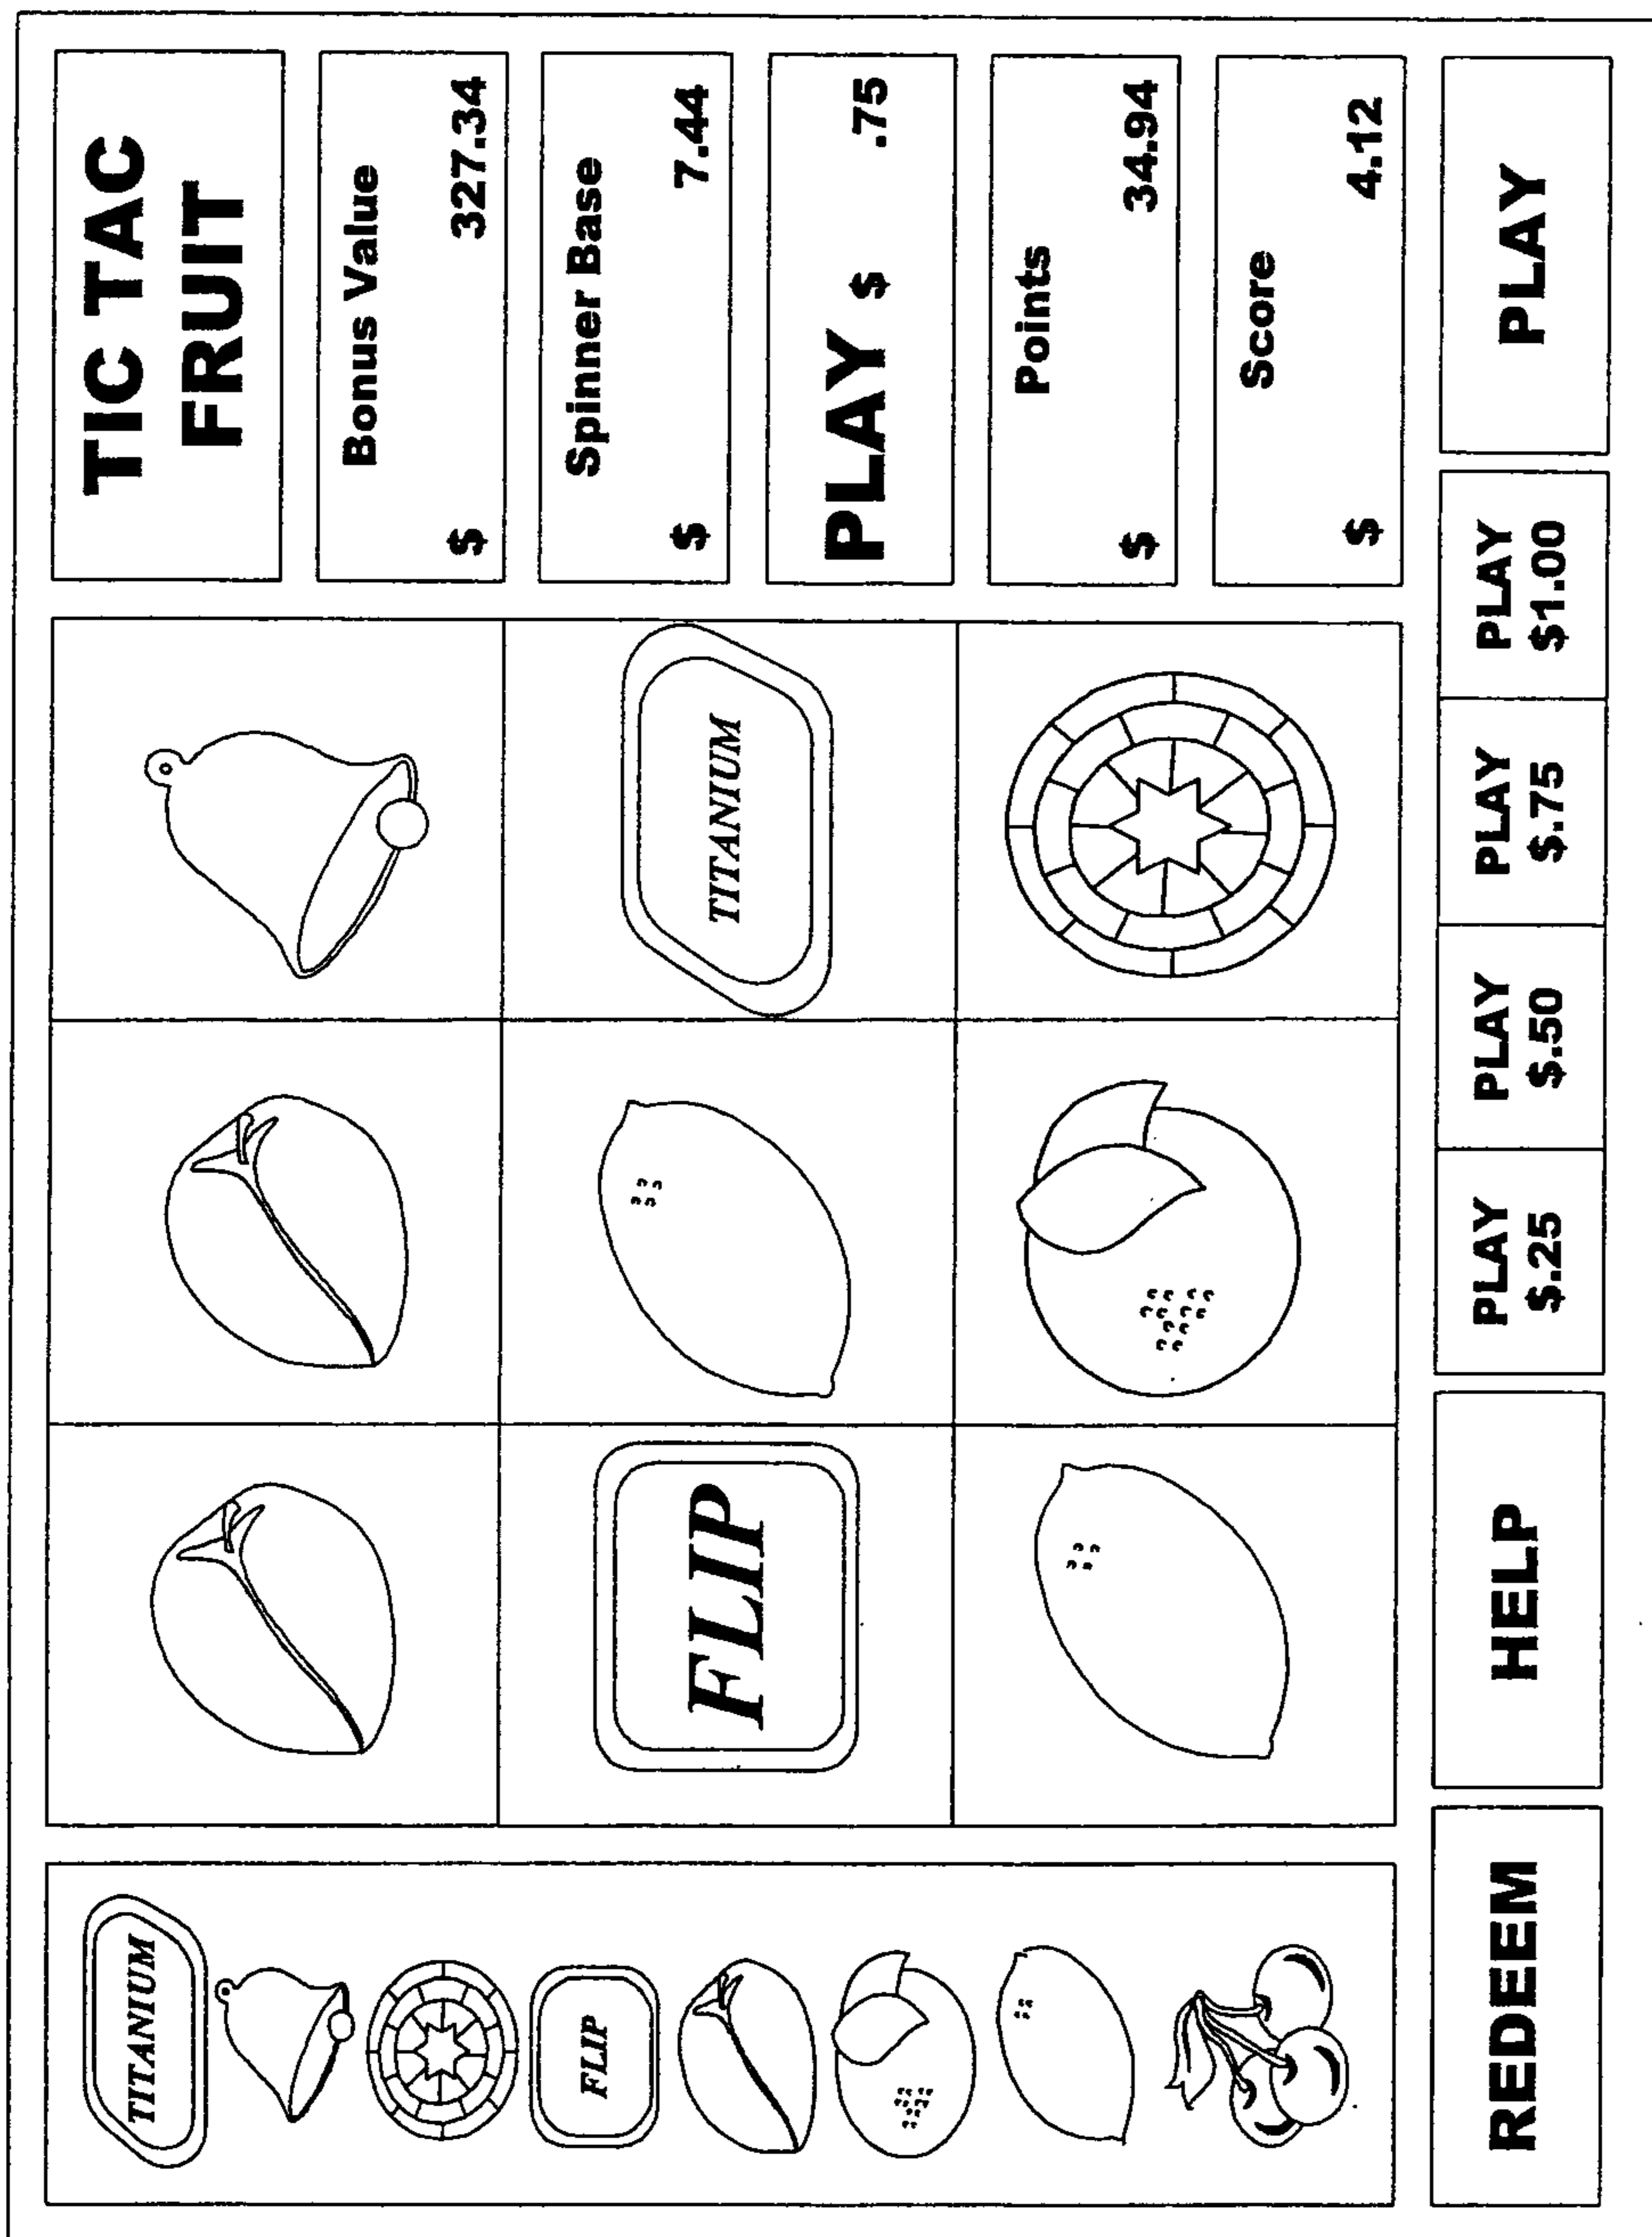 TITANIUM
FLIP
TITANIUM
FLIP
TIC TAC
FRUIT
Bonus Value
$ 327.34
Spinner Base
$ 7.44
PLAY $ .75
Points
$ 34.94
Score
$ 4.12
REDEEM
HELP
PLAY
$.25
PLAY
$.50
PLAY
$.75
PLAY
$1.00
PLAY